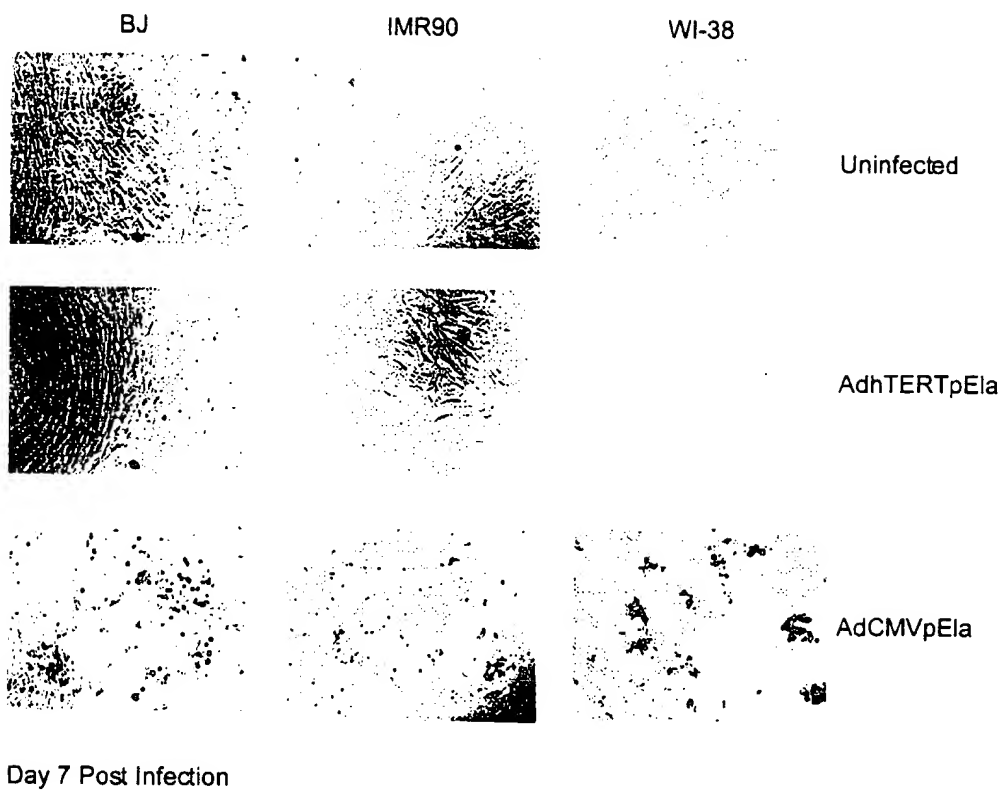 BJ IMR90 WI-38
Uninfected
AdhTERTpEla
AdCMVpEla
Day 7 Post Infection